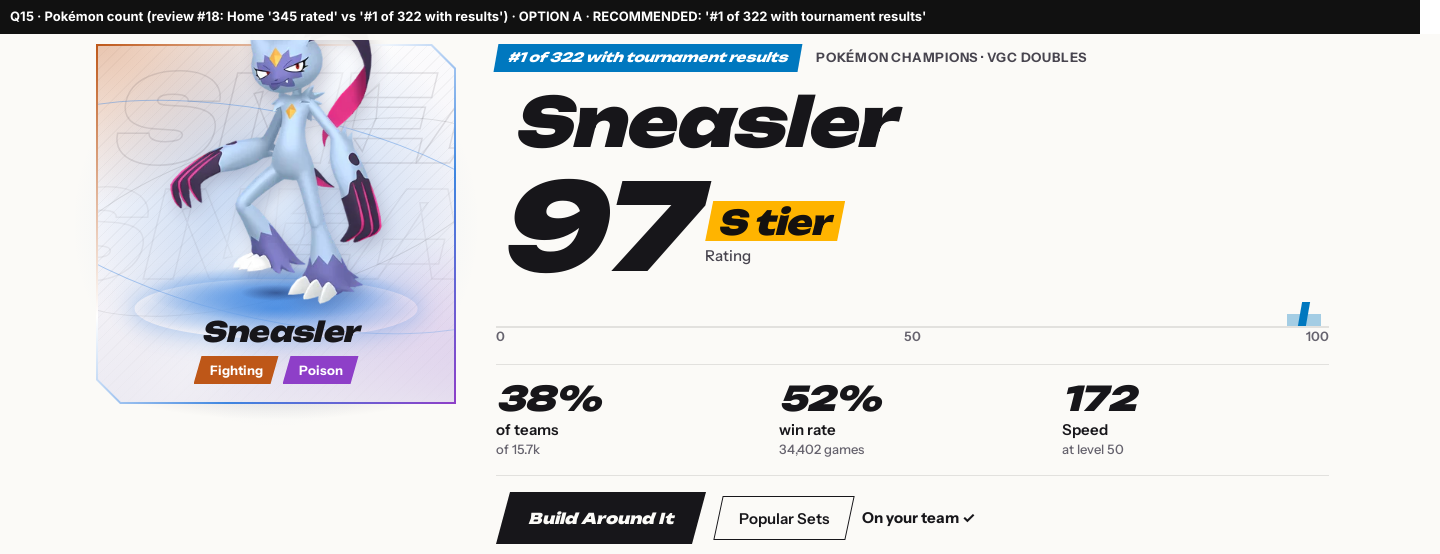 Q15 · Pokémon count (review #18: Home '345 rated' vs '#1 of 322 with results') · OPTION A · RECOMMENDED: '#1 of 322 with tournament results'
#1 of 322 with tournament results
POKÉMON CHAMPIONS · VGC DOUBLES
Sneasler
97
S tier
Rating
0 50 100
Sneasler
Fighting Poison
38% 52% 172
of teams win rate Speed
of 15.7k 34,402 games at level 50
Build Around It Popular Sets On your team ✓